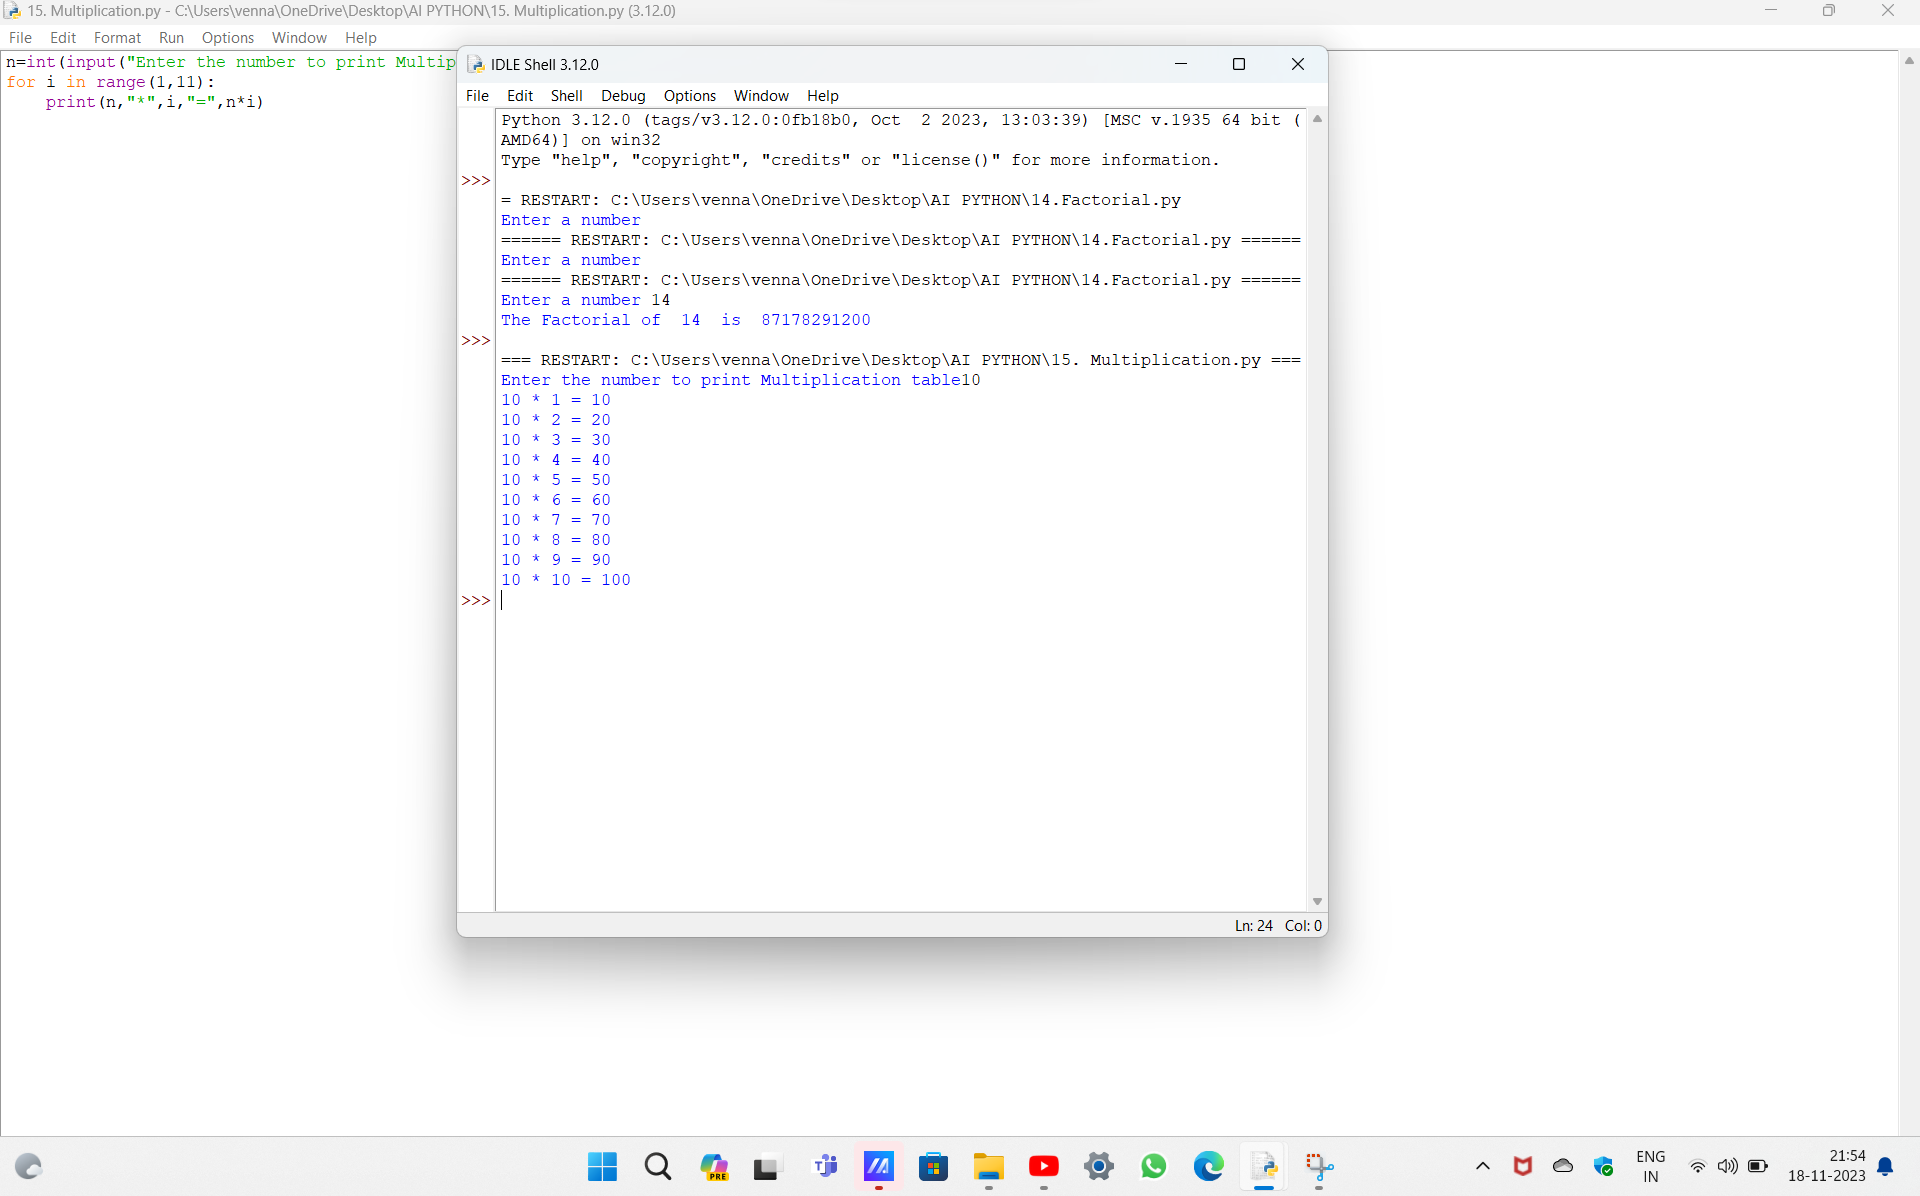 15. Multiplication.py - C:\Users\venna\OneDrive\Desktop\AI PYTHON\15. Multiplication.py (3.12.0)
File Edit Format Run Options Window Help
n=int(input("Enter the number to print Multip
for i in range(1,11):
    print(n,"*",i,"=",n*i)
IDLE Shell 3.12.0
File Edit Shell Debug Options Window Help
Python 3.12.0 (tags/v3.12.0:0fb18b0, Oct  2 2023, 13:03:39) [MSC v.1935 64 bit (
AMD64)] on win32
Type "help", "copyright", "credits" or "license()" for more information.
>>>
= RESTART: C:\Users\venna\OneDrive\Desktop\AI PYTHON\14.Factorial.py
Enter a number
====== RESTART: C:\Users\venna\OneDrive\Desktop\AI PYTHON\14.Factorial.py ======
Enter a number
====== RESTART: C:\Users\venna\OneDrive\Desktop\AI PYTHON\14.Factorial.py ======
Enter a number 14
The Factorial of  14  is  87178291200
>>>
=== RESTART: C:\Users\venna\OneDrive\Desktop\AI PYTHON\15. Multiplication.py ===
Enter the number to print Multiplication table10
10 * 1 = 10
10 * 2 = 20
10 * 3 = 30
10 * 4 = 40
10 * 5 = 50
10 * 6 = 60
10 * 7 = 70
10 * 8 = 80
10 * 9 = 90
10 * 10 = 100
>>>
Ln: 24 Col: 0
PRE
ENG
IN
21:54
18-11-2023